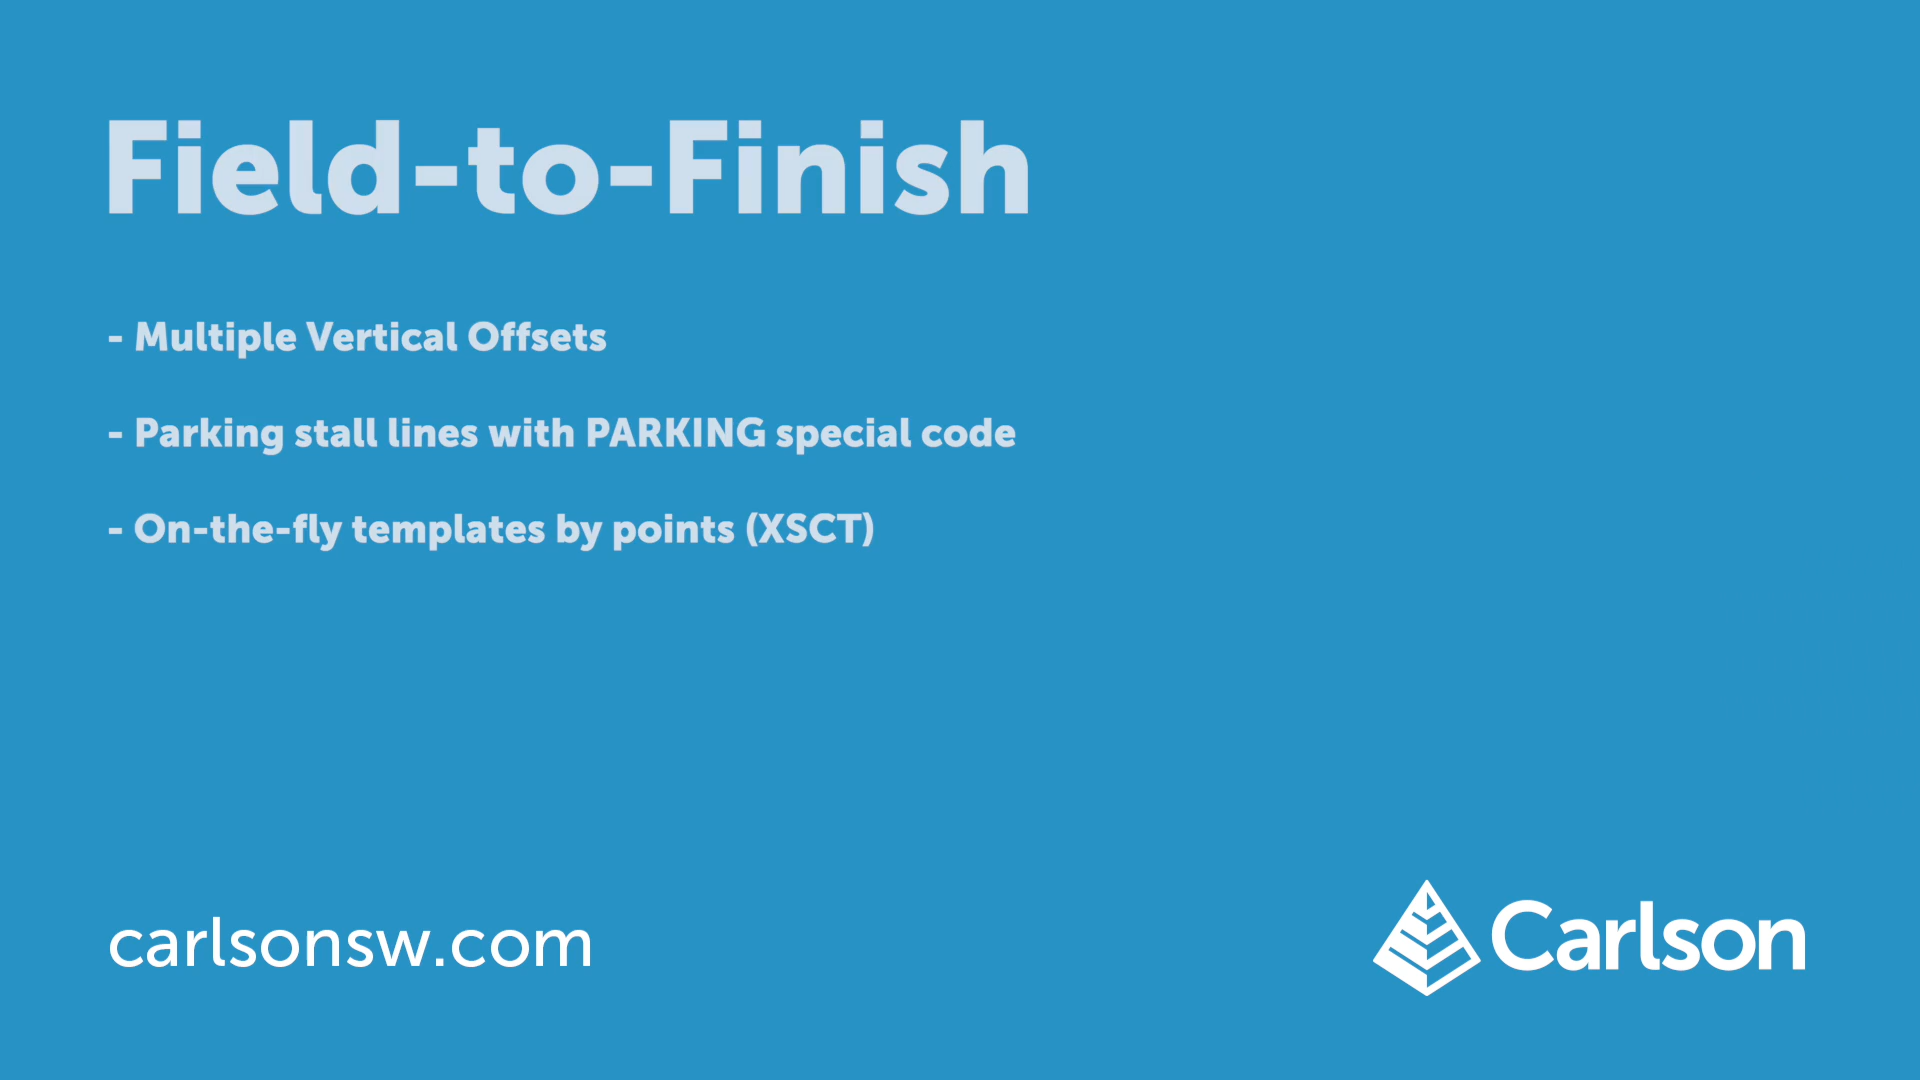 Field-to-Finish
- Multiple Vertical Offsets
- Parking stall lines with PARKING special code
- On-the-fly templates by points (XSCT)
carlsonsw.com
Carlson